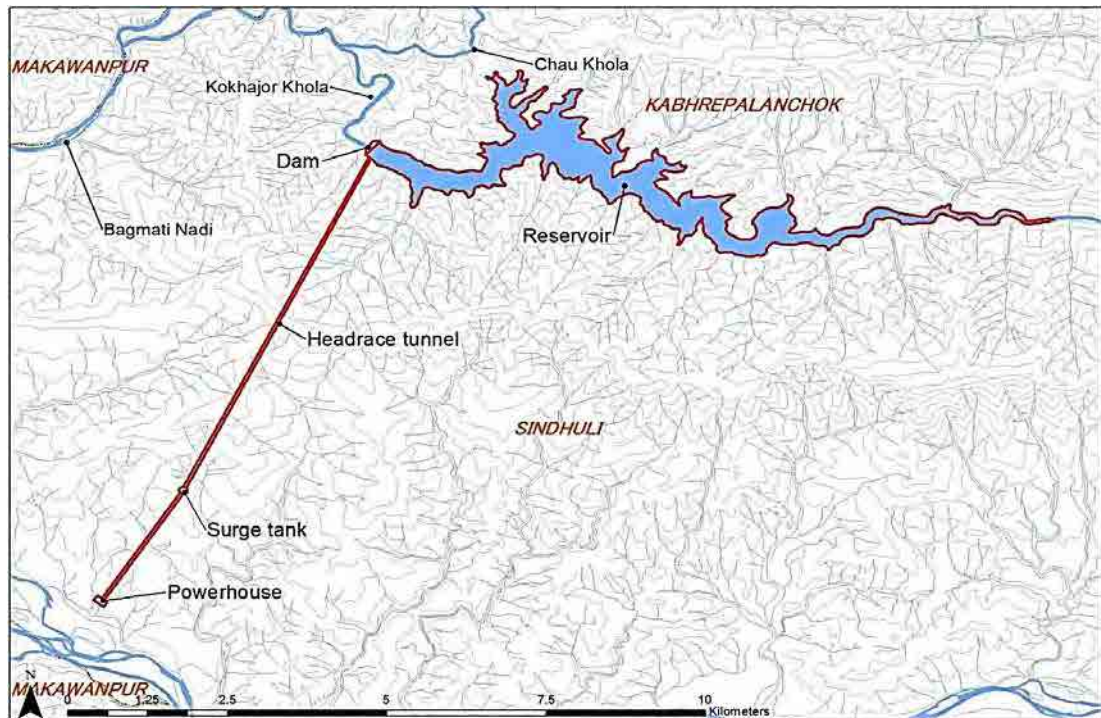 MAKAWANPUR
Chau Khola
Kokhajor Khola
KABHREPALANCHOK
Dam
Bagmati Nadi
Reservoir
Headrace tunnel
SINDHULI
Surge tank
Powerhouse
MAKAWANPUR
N
0 1.25 2.5 5 7.5 10
Kilometers